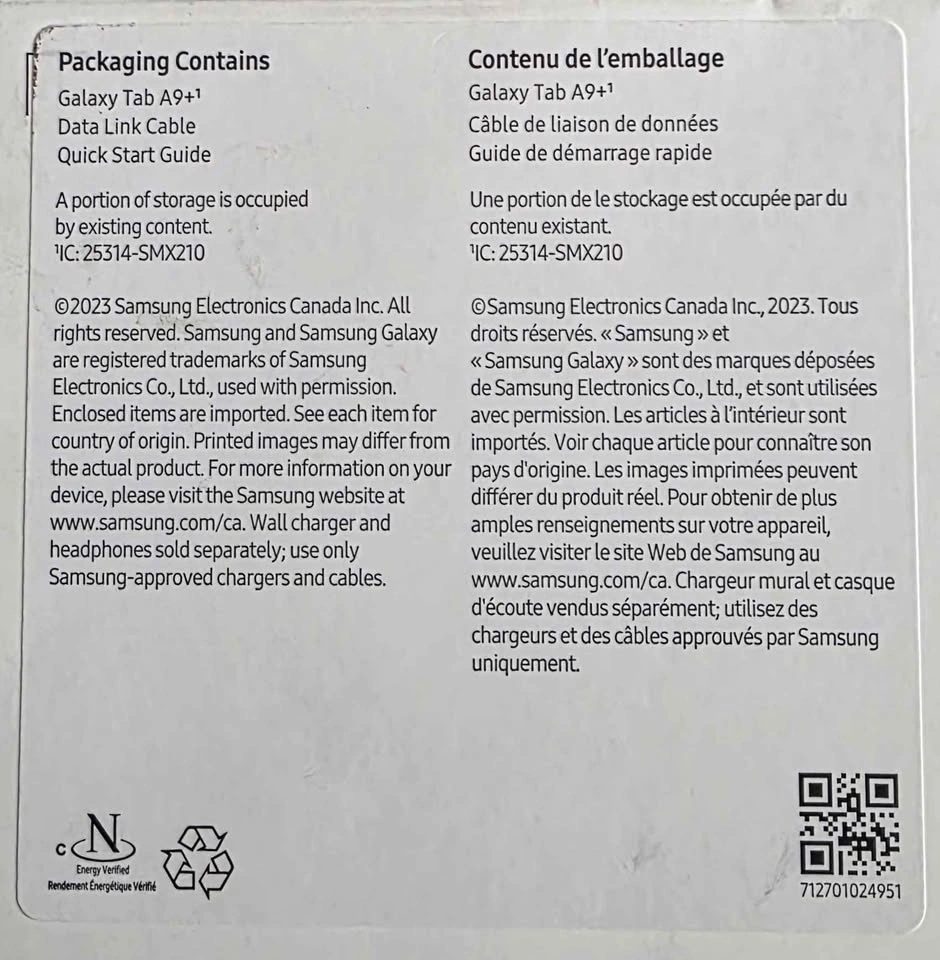 Packaging Contains
Galaxy Tab A9+¹
Data Link Cable
Quick Start Guide
A portion of storage is occupied
by existing content.
¹IC: 25314-SMX210
©2023 Samsung Electronics Canada Inc. All
rights reserved. Samsung and Samsung Galaxy
are registered trademarks of Samsung
Electronics Co., Ltd., used with permission.
Enclosed items are imported. See each item for
country of origin. Printed images may differ from
the actual product. For more information on your
device, please visit the Samsung website at
www.samsung.com/ca. Wall charger and
headphones sold separately; use only
Samsung-approved chargers and cables.
Contenu de l’emballage
Galaxy Tab A9+¹
Câble de liaison de données
Guide de démarrage rapide
Une portion de le stockage est occupée par du
contenu existant.
¹IC: 25314-SMX210
©Samsung Electronics Canada Inc., 2023. Tous
droits réservés. « Samsung » et
« Samsung Galaxy » sont des marques déposées
de Samsung Electronics Co., Ltd., et sont utilisées
avec permission. Les articles à l’intérieur sont
importés. Voir chaque article pour connaître son
pays d'origine. Les images imprimées peuvent
différer du produit réel. Pour obtenir de plus
amples renseignements sur votre appareil,
veuillez visiter le site Web de Samsung au
www.samsung.com/ca. Chargeur mural et casque
d'écoute vendus séparément; utilisez des
chargeurs et des câbles approuvés par Samsung
uniquement.
C N
Energy Verified
Rendement Énergétique Vérifié
712701024951